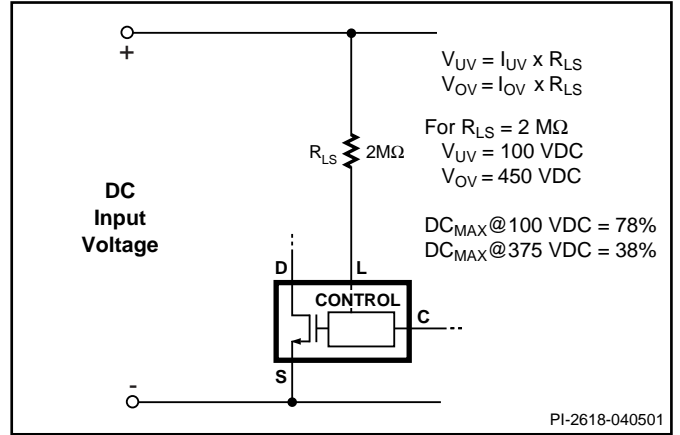 +
V_UV = I_UV x R_LS
V_OV = I_OV x R_LS
For R_LS = 2 MΩ
V_UV = 100 VDC
V_OV = 450 VDC
R_LS 2MΩ
DC
Input
Voltage
DC_MAX@100 VDC = 78%
DC_MAX@375 VDC = 38%
D L
CONTROL
C
S
-
PI-2618-040501